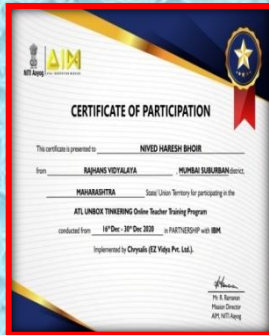 NITI Aayog
AIM
ATAL INNOVATION MISSION
CERTIFICATE OF PARTICIPATION
This certificate is presented to NIVED HARESH BHOIR
from RAJHANS VIDYALAYA , MUMBAI SUBURBAN district,
MAHARASHTRA State/ Union Territory for participating in the
ATL UNBOX TINKERING Online Teacher Training Program
conducted from 16th Dec - 30th Dec 2020 in PARTNERSHIP with IBM.
Implemented by Chrysalis (EZ Vidya Pvt. Ltd.).
Mr. R. Ramanan
Mission Director
AIM, NITI Aayog